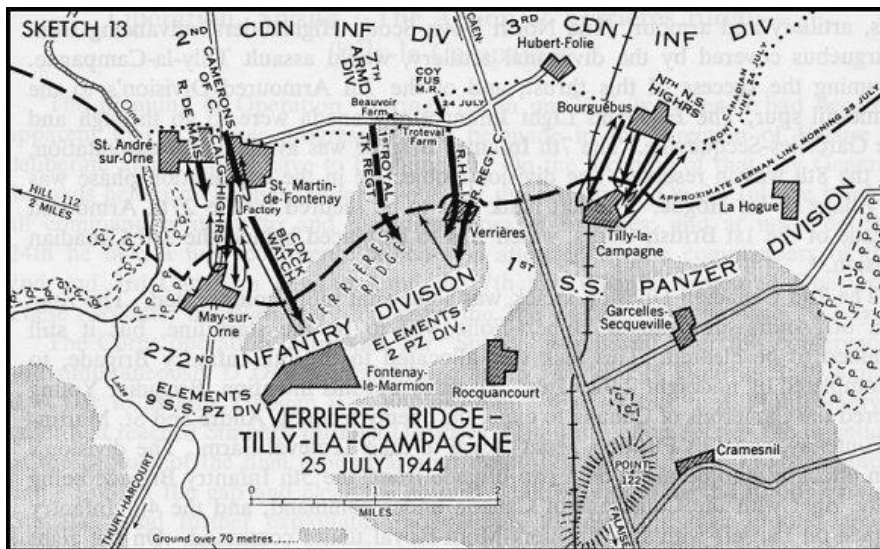 SKETCH 13
2ND CDN INF DIV
3RD CDN INF DIV
Orne
CAMERONS OF C.
F. DE MAIS.
CALG. HIGHRS
7TH ARMD DIV
COY FUS M.R.
24 JULY
CAEN
Hubert-Folie
Beauvoir Farm
Troteval Farm
Bourguébus
NTH N.S. HIGHRS
FRONT CANADIAN LINE 24 JULY
APPROXIMATE GERMAN LINE MORNING 25 JULY
St. André-sur-Orne
HILL 112
2 MILES
St. Martin-de-Fontenay
Factory
1ST ROYAL TK REGT
R.H.L.I.
R. REGT C.
Verrières
La Hogue
Tilly-la-Campagne
CDN BLACK WATCH
VERRIÈRES RIDGE
May-sur-Orne
272ND INFANTRY DIVISION
1ST S.S. PANZER DIVISION
ELEMENTS 2 PZ DIV.
Garcelles-Secqueville
Laize
ELEMENTS
9 S.S. PZ DIV
Fontenay-le-Marmion
Rocquancourt
VERRIÈRES RIDGE-
TILLY-LA-CAMPAGNE
25 JULY 1944
Cramesnil
POINT 122
THURY-HARCOURT
FALAISE
0 1 2
MILES
Ground over 70 metres